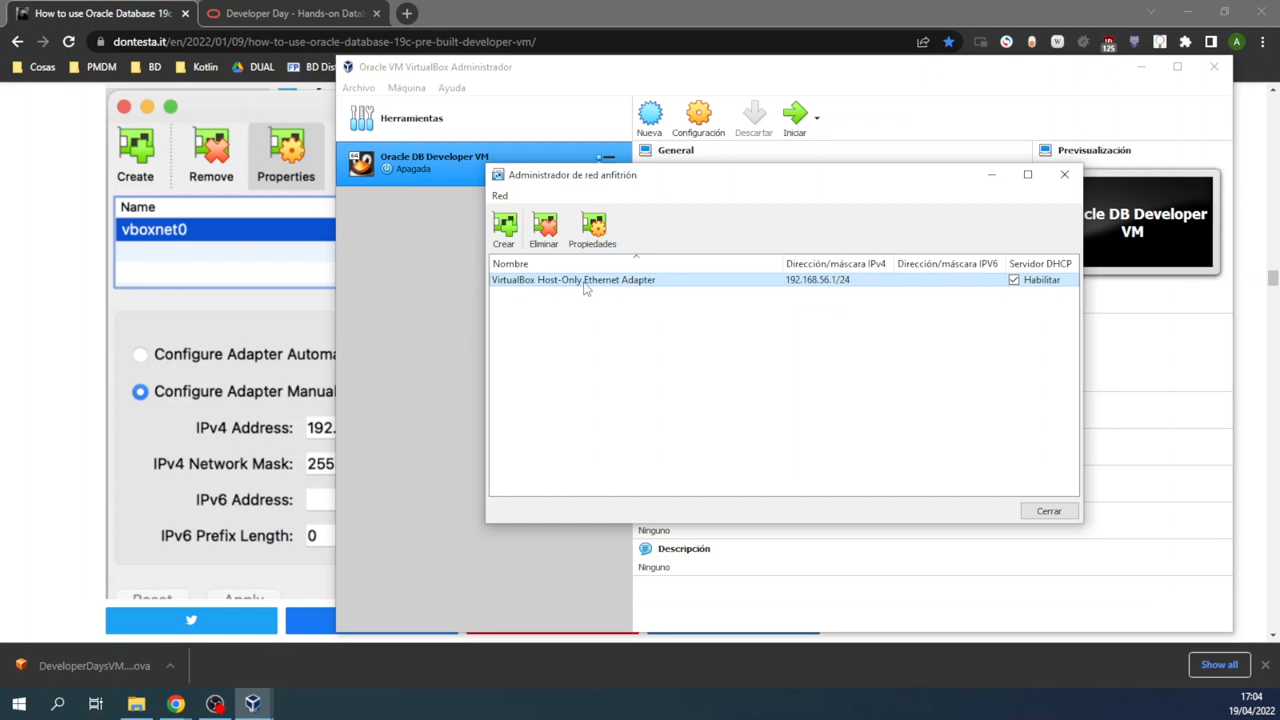 How to use Oracle Database 19c
Developer Day - Hands-on Datab
dontesta.it/en/2022/01/09/how-to-use-oracle-database-19c-pre-built-developer-vm/
125
A
Cosas
PMDM
BD
Kotlin
DUAL
FP
BD Dis
Oracle VM VirtualBox Administrador
Archivo
Máquina
Ayuda
Herramientas
Nueva
Configuración
Descartar
Iniciar
Oracle DB Developer VM
Apagada
General
Previsualización
cle DB Developer
VM
Create
Remove
Properties
Name
vboxnet0
Configure Adapter Automa
Configure Adapter Manual
IPv4 Address:
192.
IPv4 Network Mask:
255
IPv6 Address:
IPv6 Prefix Length:
0
Reset
Apply
Administrador de red anfitrión
Red
Crear
Eliminar
Propiedades
Nombre
Dirección/máscara IPv4
Dirección/máscara IPV6
Servidor DHCP
VirtualBox Host-Only Ethernet Adapter
192.168.56.1/24
Habilitar
Cerrar
Ninguno
Descripción
Ninguno
DeveloperDaysVM....ova
Show all
17:04
19/04/2022